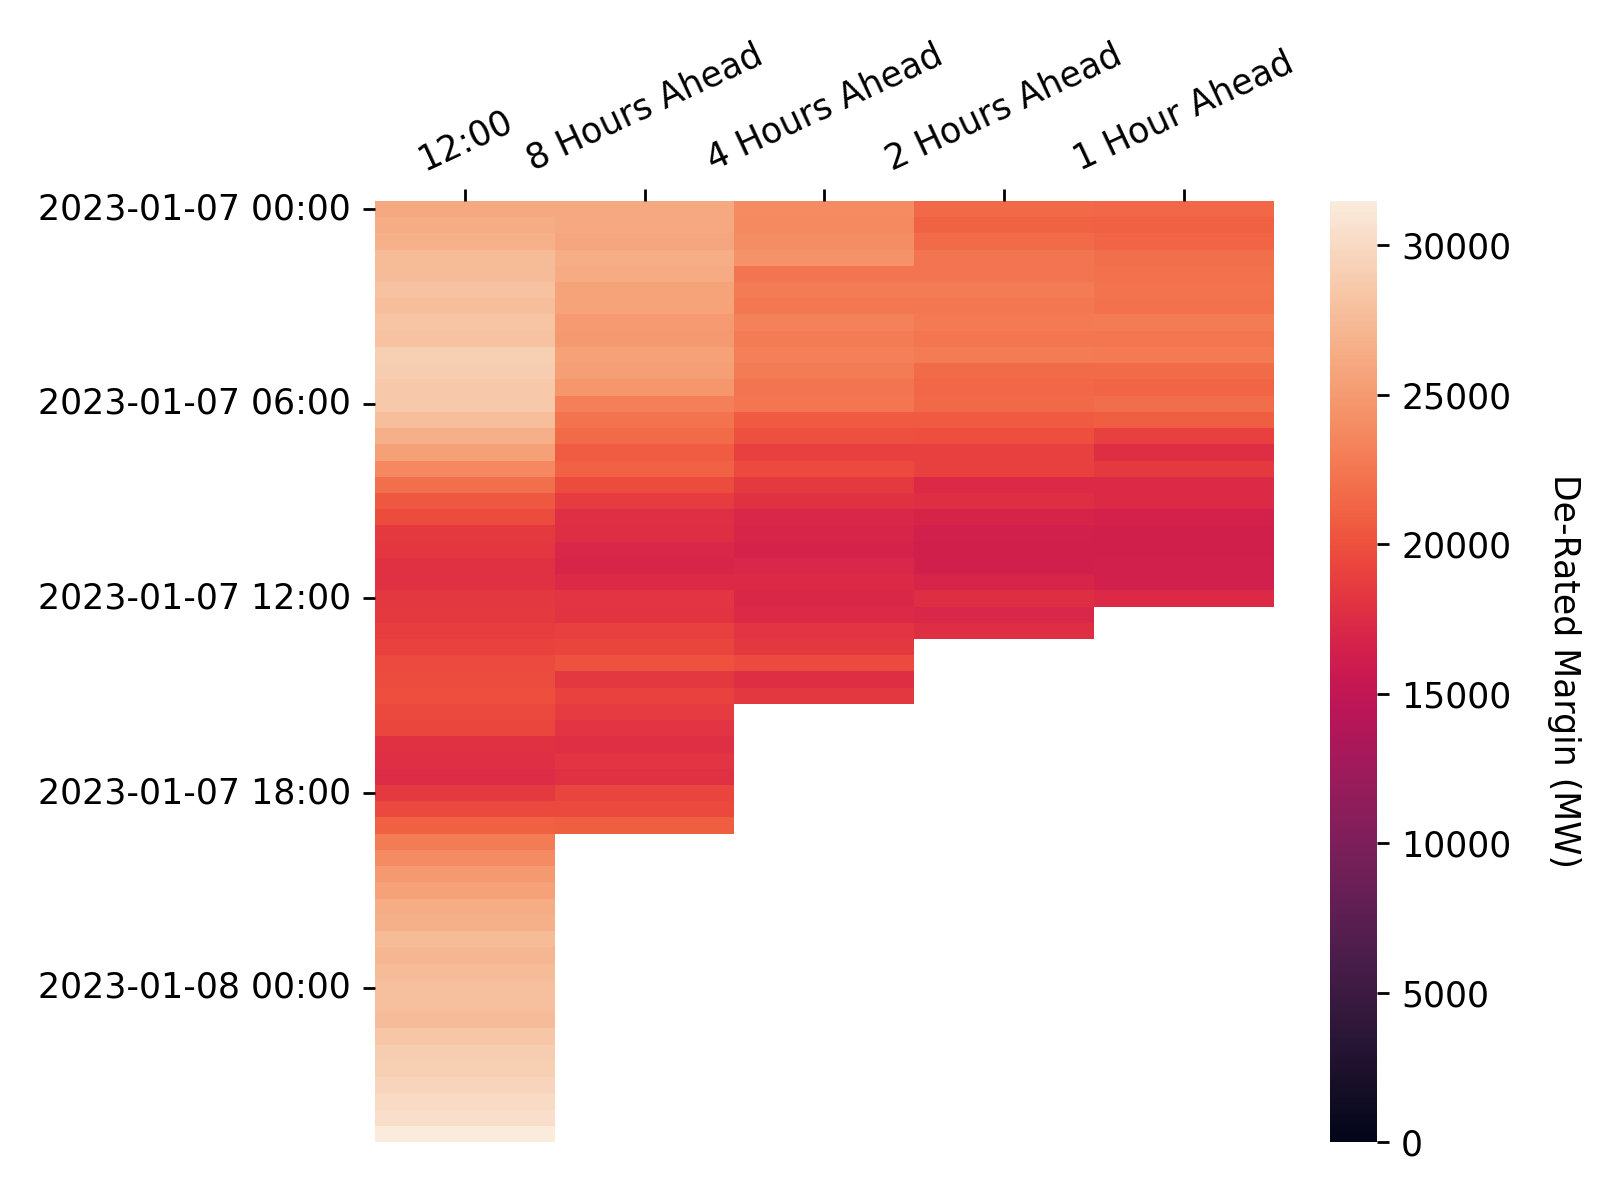 12:00
8 Hours Ahead
4 Hours Ahead
2 Hours Ahead
1 Hour Ahead
2023-01-07 00:00
2023-01-07 06:00
2023-01-07 12:00
2023-01-07 18:00
2023-01-08 00:00
30000
25000
20000
15000
10000
5000
0
De-Rated Margin (MW)